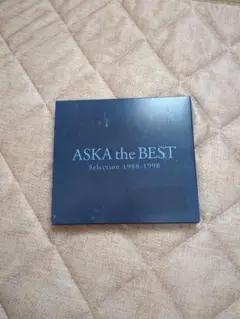 ASKA the BEST
Selection 1988-1998